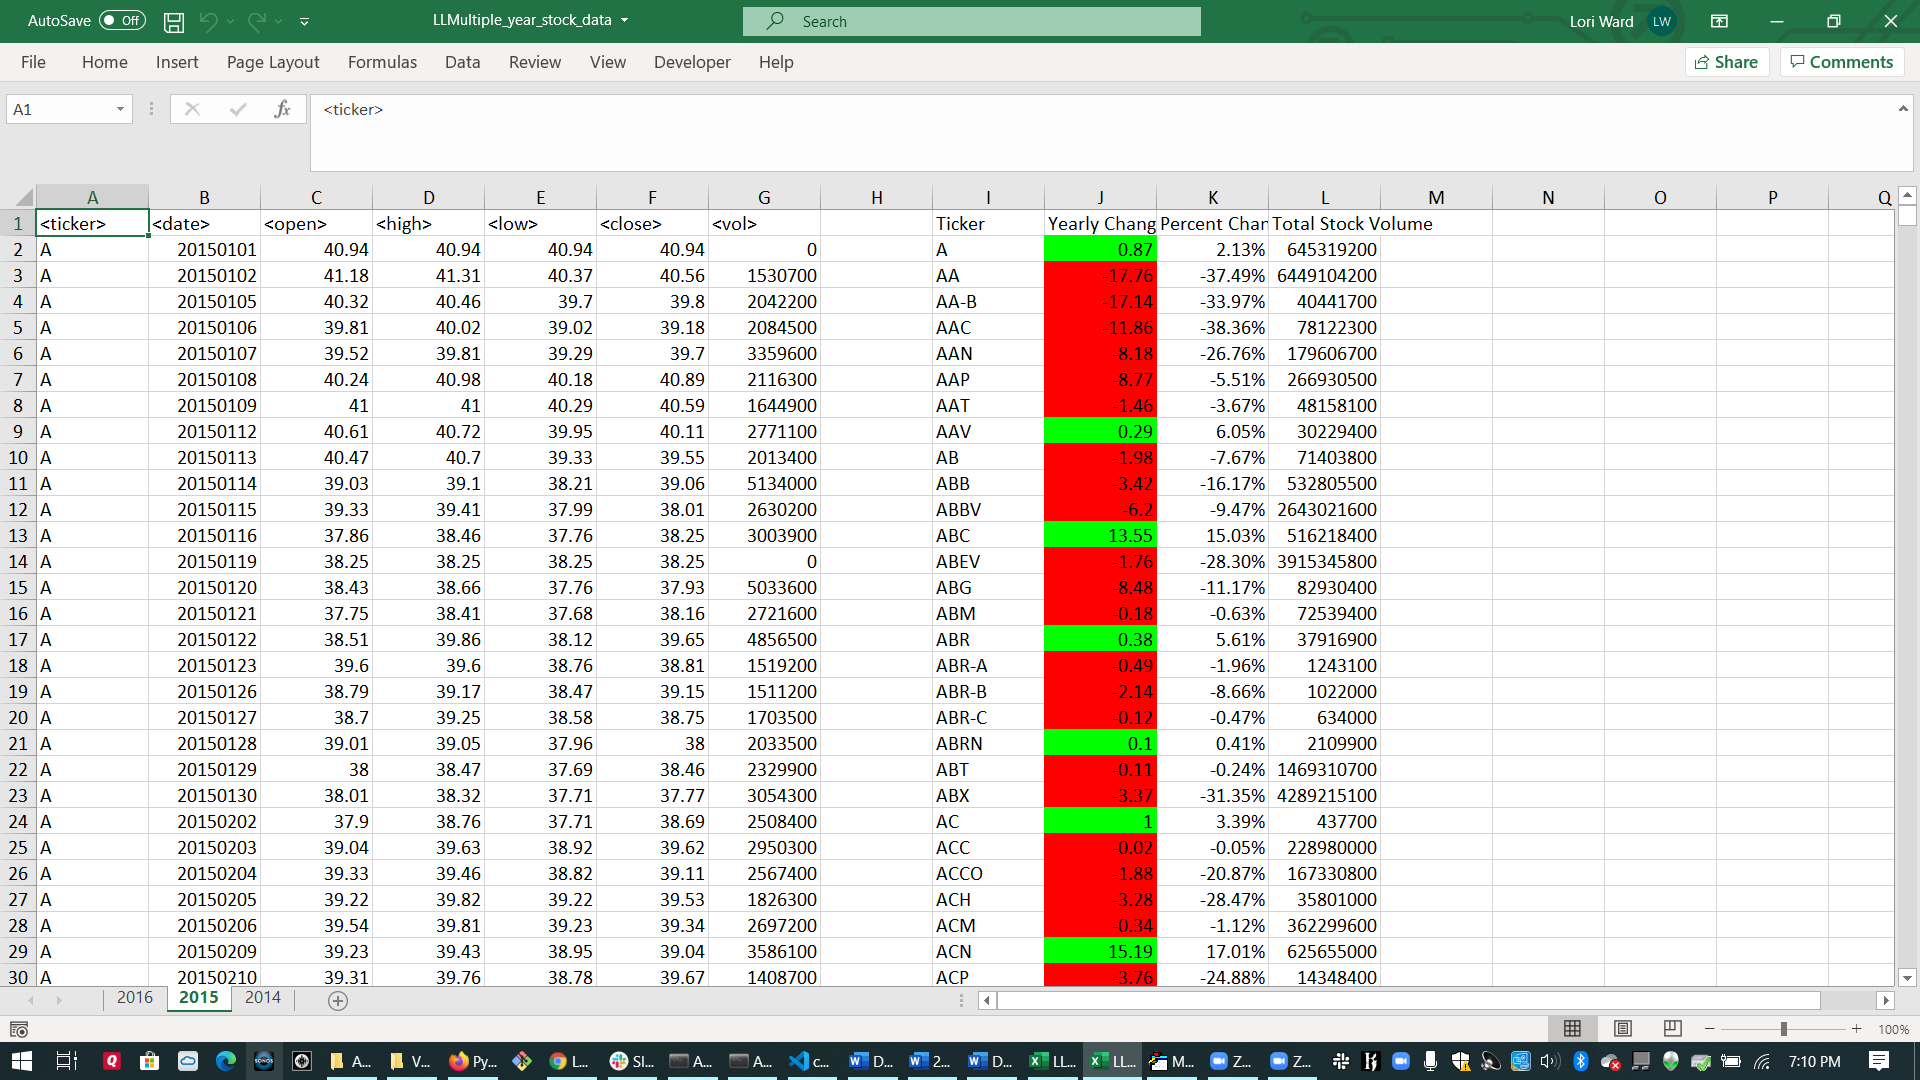 AutoSave Off LLMultiple_year_stock_data Search Lori Ward LW
File Home Insert Page Layout Formulas Data Review View Developer Help Share Comments
A1 fx <ticker>
A B C D E F G H I J K L M N O P Q
1 <ticker> <date> <open> <high> <low> <close> <vol> Ticker Yearly Chang Percent Char Total Stock Volume
2 A 20150101 40.94 40.94 40.94 40.94 0 A 0.87 2.13% 645319200
3 A 20150102 41.18 41.31 40.37 40.56 1530700 AA -17.76 -37.49% 6449104200
4 A 20150105 40.32 40.46 39.7 39.8 2042200 AA-B -17.14 -33.97% 40441700
5 A 20150106 39.81 40.02 39.02 39.18 2084500 AAC -11.86 -38.36% 78122300
6 A 20150107 39.52 39.81 39.29 39.7 3359600 AAN -8.18 -26.76% 179606700
7 A 20150108 40.24 40.98 40.18 40.89 2116300 AAP -8.77 -5.51% 266930500
8 A 20150109 41 41 40.29 40.59 1644900 AAT -1.46 -3.67% 48158100
9 A 20150112 40.61 40.72 39.95 40.11 2771100 AAV 0.29 6.05% 30229400
10 A 20150113 40.47 40.7 39.33 39.55 2013400 AB -1.98 -7.67% 71403800
11 A 20150114 39.03 39.1 38.21 39.06 5134000 ABB -3.42 -16.17% 532805500
12 A 20150115 39.33 39.41 37.99 38.01 2630200 ABBV -6.2 -9.47% 2643021600
13 A 20150116 37.86 38.46 37.76 38.25 3003900 ABC 13.55 15.03% 516218400
14 A 20150119 38.25 38.25 38.25 38.25 0 ABEV -1.76 -28.30% 3915345800
15 A 20150120 38.43 38.66 37.76 37.93 5033600 ABG -8.48 -11.17% 82930400
16 A 20150121 37.75 38.41 37.68 38.16 2721600 ABM -0.18 -0.63% 72539400
17 A 20150122 38.51 39.86 38.12 39.65 4856500 ABR 0.38 5.61% 37916900
18 A 20150123 39.6 39.6 38.76 38.81 1519200 ABR-A -0.49 -1.96% 1243100
19 A 20150126 38.79 39.17 38.47 39.15 1511200 ABR-B -2.14 -8.66% 1022000
20 A 20150127 38.7 39.25 38.58 38.75 1703500 ABR-C -0.12 -0.47% 634000
21 A 20150128 39.01 39.05 37.96 38 2033500 ABRN 0.1 0.41% 2109900
22 A 20150129 38 38.47 37.69 38.46 2329900 ABT -0.11 -0.24% 1469310700
23 A 20150130 38.01 38.32 37.71 37.77 3054300 ABX -3.37 -31.35% 4289215100
24 A 20150202 37.9 38.76 37.71 38.69 2508400 AC 1 3.39% 437700
25 A 20150203 39.04 39.63 38.92 39.62 2950300 ACC -0.02 -0.05% 228980000
26 A 20150204 39.33 39.46 38.82 39.11 2567400 ACCO -1.88 -20.87% 167330800
27 A 20150205 39.22 39.82 39.22 39.53 1826300 ACH -3.28 -28.47% 35801000
28 A 20150206 39.54 39.81 39.23 39.34 2697200 ACM -0.34 -1.12% 362299600
29 A 20150209 39.23 39.43 38.95 39.04 3586100 ACN 15.19 17.01% 625655000
30 A 20150210 39.31 39.76 38.78 39.67 1408700 ACP -3.76 -24.88% 14348400
2016 2015 2014
100%
SONOS A... V... Py... L... Sl... A... A... c... D... 2... D... LL... LL... M... Z... Z... 7:10 PM